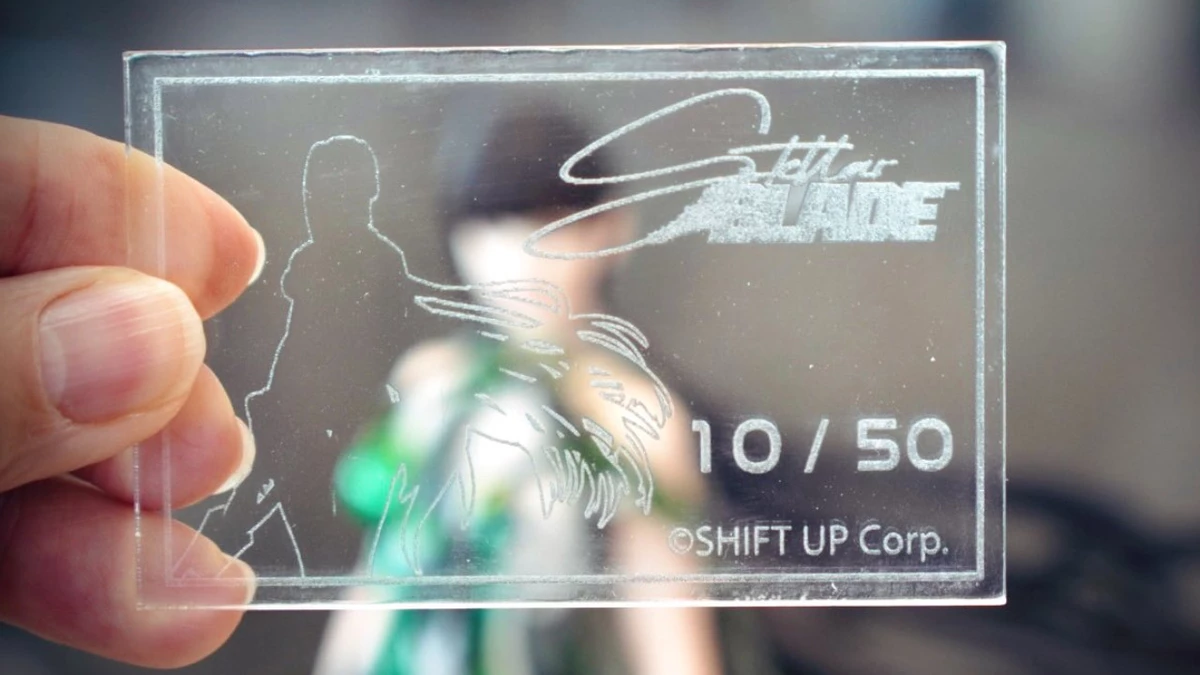 Stellar
BLADE
10 / 50
©SHIFT UP Corp.